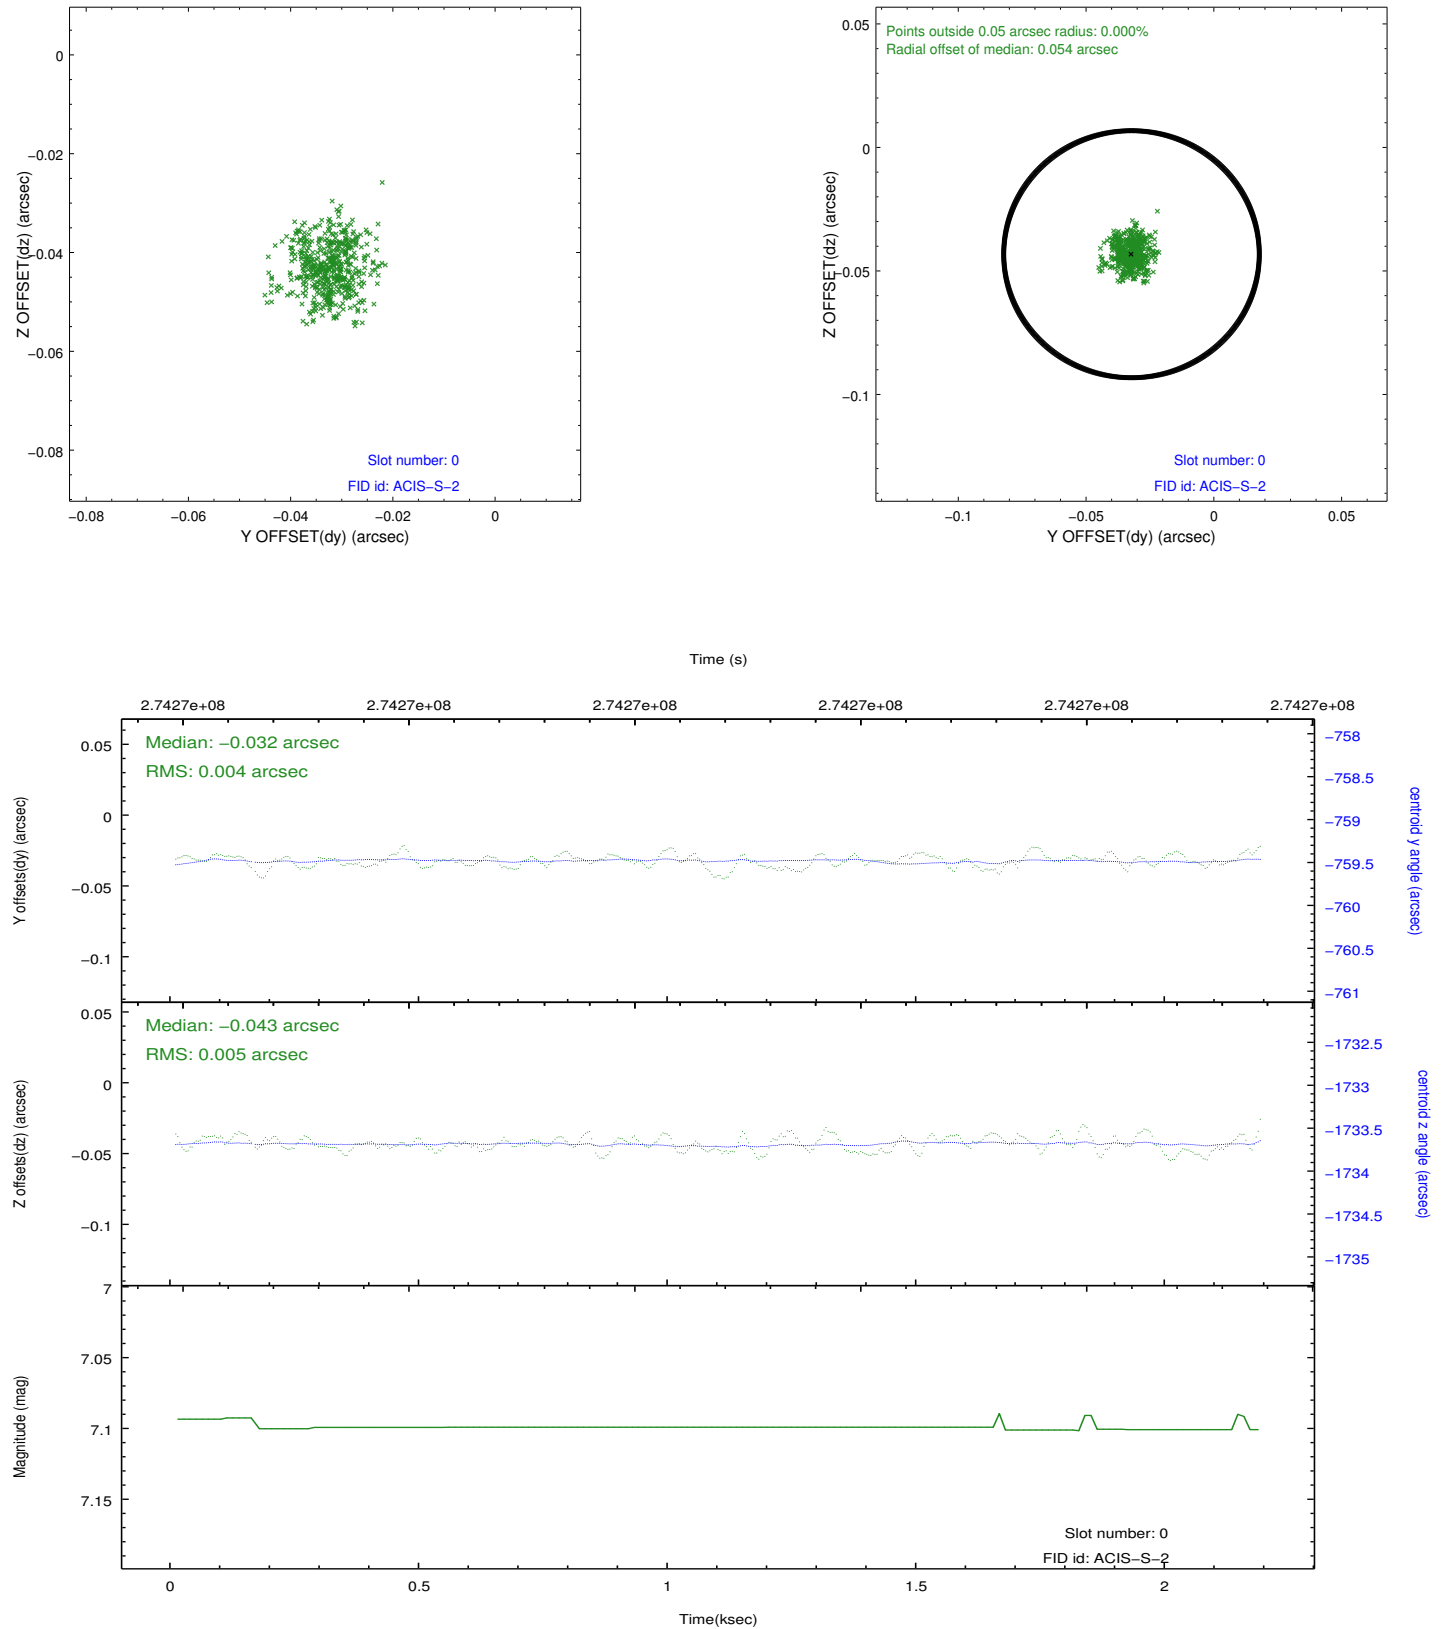 0
−0.02
−0.04
−0.06
−0.08
Z OFFSET(dz) (arcsec)
Slot number: 0
FID id: ACIS−S−2
−0.08
−0.06
−0.04
−0.02
0
Y OFFSET(dy) (arcsec)
0.05
0
−0.05
−0.1
Z OFFSET(dz) (arcsec)
Points outside 0.05 arcsec radius: 0.000%
Radial offset of median: 0.054 arcsec
Slot number: 0
FID id: ACIS−S−2
−0.1
−0.05
0
0.05
Y OFFSET(dy) (arcsec)
Time (s)
2.7427e+08
2.7427e+08
2.7427e+08
2.7427e+08
2.7427e+08
2.7427e+08
Y offsets(dy) (arcsec)
0.05
0
−0.05
−0.1
Median: −0.032 arcsec
RMS: 0.004 arcsec
−758
−758.5
−759
−759.5
−760
−760.5
−761
centroid y angle (arcsec)
Z offsets(dz) (arcsec)
0.05
0
−0.05
−0.1
Median: −0.043 arcsec
RMS: 0.005 arcsec
−1732.5
−1733
−1733.5
−1734
−1734.5
−1735
centroid z angle (arcsec)
Magnitude (mag)
7
7.05
7.1
7.15
Slot number: 0
FID id: ACIS−S−2
0
0.5
1
1.5
2
Time(ksec)